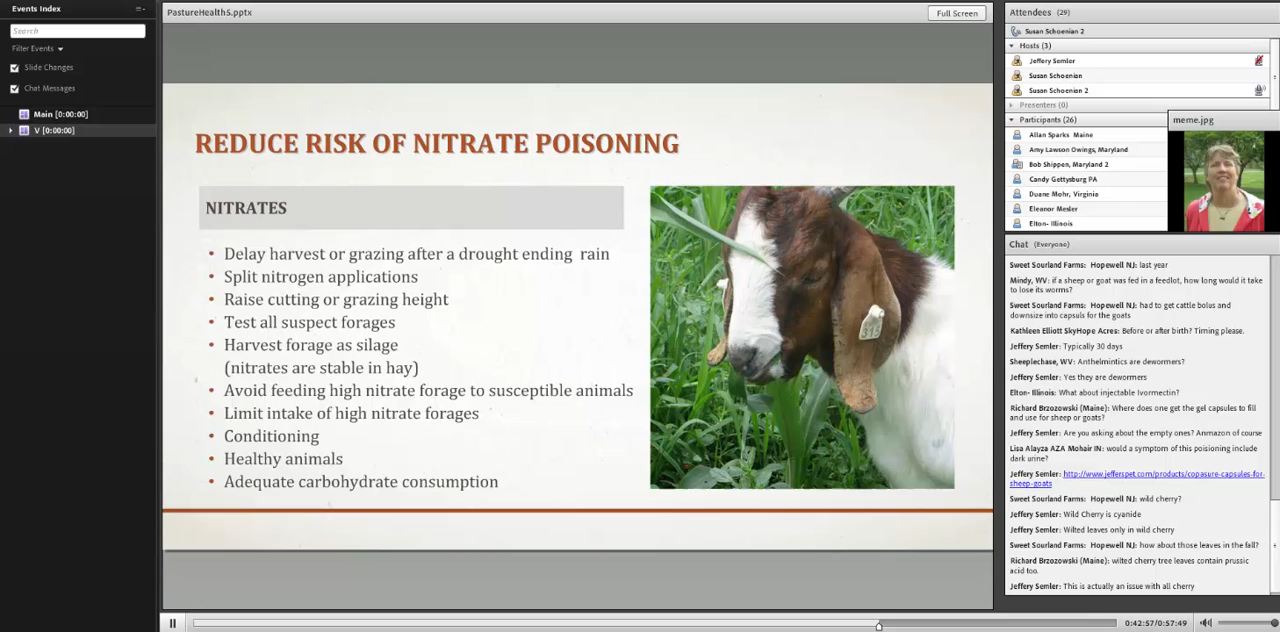 Events Index
Search
Filter Events
Slide Changes
Chat Messages
Main [0:00:00]
V [0:00:00]
PastureHealth5.pptx
Full Screen
REDUCE RISK OF NITRATE POISONING
NITRATES
• Delay harvest or grazing after a drought ending rain
• Split nitrogen applications
• Raise cutting or grazing height
• Test all suspect forages
• Harvest forage as silage
(nitrates are stable in hay)
• Avoid feeding high nitrate forage to susceptible animals
• Limit intake of high nitrate forages
• Conditioning
• Healthy animals
• Adequate carbohydrate consumption
0:42:57/0:57:49
Attendees (29)
Susan Schoenian 2
Hosts (3)
Jeffery Semler
Susan Schoenian
Susan Schoenian 2
Presenters (0)
Participants (26)
Allan Sparks Maine
Amy Lawson Owings, Maryland
Bob Shippen, Maryland 2
Candy Gettysburg PA
Duane Mohr, Virginia
Eleanor Mesler
Elton- Illinois
meme.jpg
Chat (Everyone)
Sweet Sourland Farms: Hopewell NJ: last year
Mindy, WV: if a sheep or goat was fed in a feedlot, how long would it take
to lose its worms?
Sweet Sourland Farms: Hopewell NJ: had to get cattle bolus and
downsize into capsuls for the goats
Kathleen Elliott SkyHope Acres: Before or after birth? Timing please.
Jeffery Semler: Typically 30 days
Sheeplechase, WV: Anthelmintics are dewormers?
Jeffery Semler: Yes they are dewormers
Elton- Illinois: What about injectable Ivormectin?
Richard Brzozowski (Maine): Where does one get the gel capsules to fill
and use for sheep or goats?
Jeffery Semler: Are you asking about the empty ones? Anmazon of course
Lisa Alayza AZA Mohair IN: would a symptom of this poisioning include
dark urine?
Jeffery Semler: http://www.jefferspet.com/products/copasure-capsules-for-
sheep-goats
Sweet Sourland Farms: Hopewell NJ: wild cherry?
Jeffery Semler: Wild Cherry is cyanide
Jeffery Semler: Wilted leaves only in wild cherry
Sweet Sourland Farms: Hopewell NJ: how about those leaves in the fall?
Richard Brzozowski (Maine): wilted cherry tree leaves contain prussic
acid too.
Jeffery Semler: This is actually an issue with all cherry